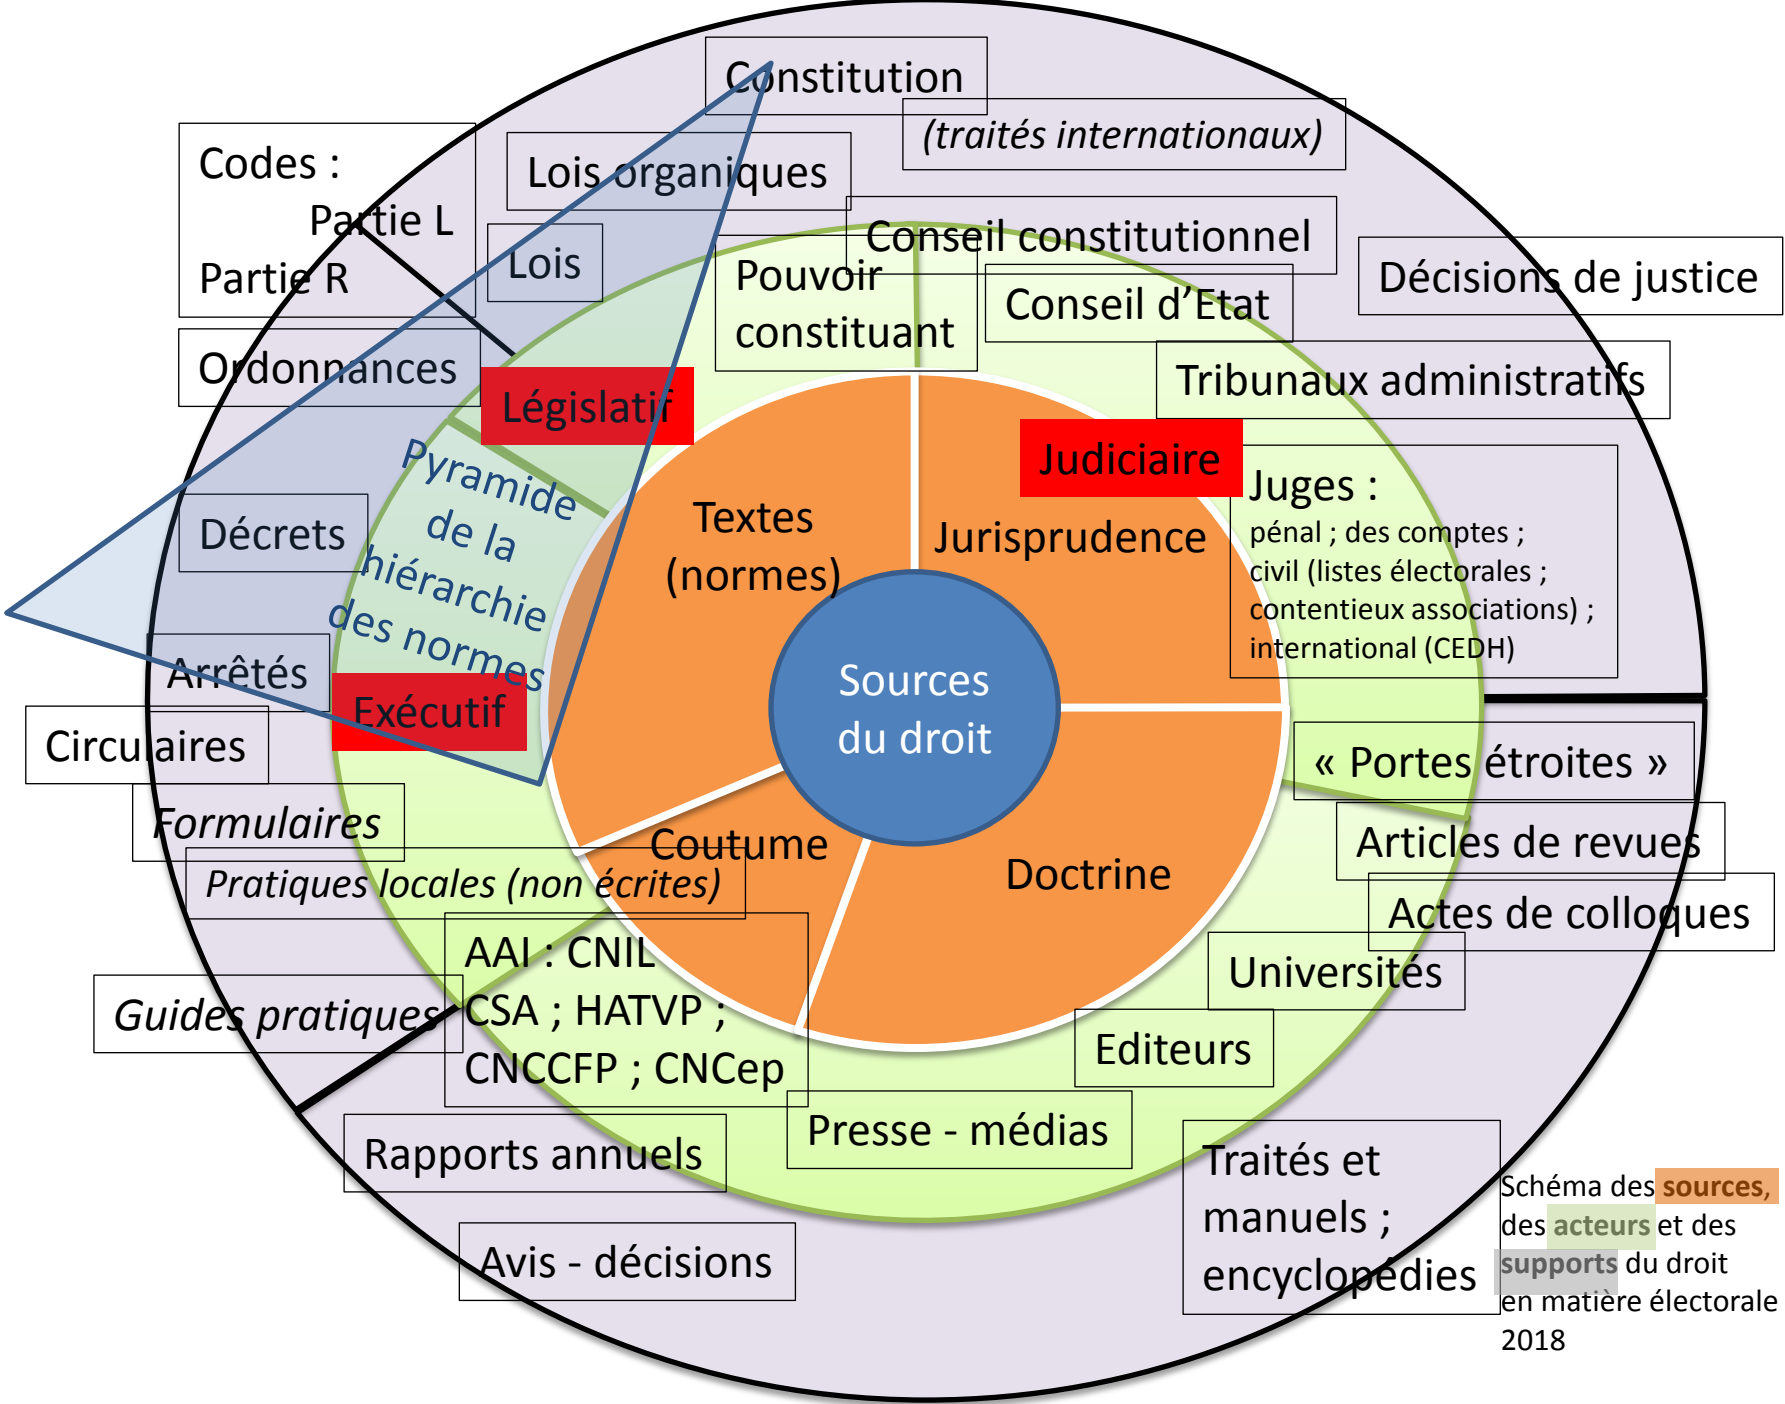 Constitution
(traités internationaux)
Codes :
Partie L
Partie R
Lois organiques
Lois
Conseil constitutionnel
Pouvoir
constituant
Conseil d’Etat
Décisions de justice
Ordonnances
Législatif
Tribunaux administratifs
Judiciaire
Pyramide
de la
hiérarchie
des normes
Textes
(normes)
Jurisprudence
Juges :
pénal ; des comptes ;
civil (listes électorales ;
contentieux associations) ;
international (CEDH)
Décrets
Arrêtés
Exécutif
Sources
du droit
Circulaires
« Portes étroites »
Formulaires
Coutume
Doctrine
Articles de revues
Pratiques locales (non écrites)
Actes de colloques
AAI : CNIL
CSA ; HATVP ;
CNCCFP ; CNCep
Universités
Guides pratiques
Editeurs
Presse - médias
Rapports annuels
Traités et
manuels ;
encyclopédies
Avis - décisions
Schéma des sources,
des acteurs et des
supports du droit
en matière électorale
2018